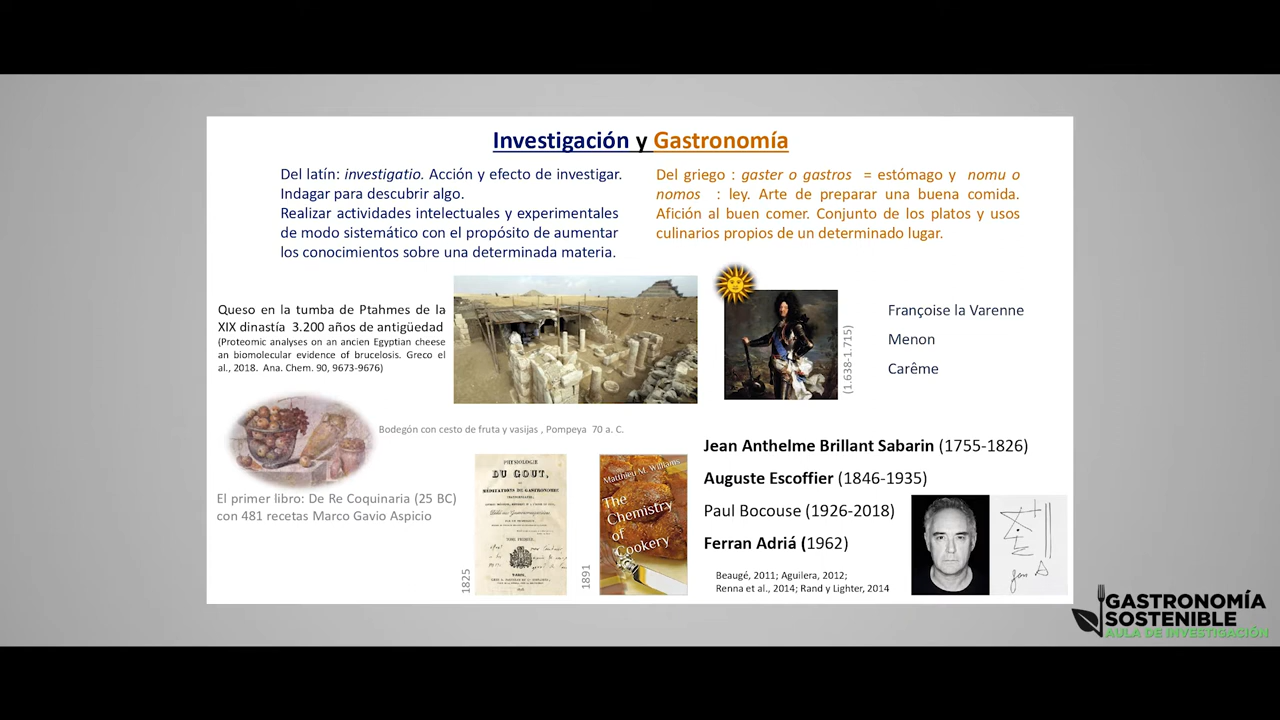 Investigación y Gastronomía
Del latín: investigatio. Acción y efecto de investigar.
Indagar para descubrir algo.
Realizar actividades intelectuales y experimentales
de modo sistemático con el propósito de aumentar
los conocimientos sobre una determinada materia.
Del griego : gaster o gastros = estómago y nomu o
nomos : ley. Arte de preparar una buena comida.
Afición al buen comer. Conjunto de los platos y usos
culinarios propios de un determinado lugar.
Queso en la tumba de Ptahmes de la
XIX dinastía 3.200 años de antigüedad
(Proteomic analyses on an ancien Egyptian cheese
an biomolecular evidence of brucelosis. Greco el
al., 2018. Ana. Chem. 90, 9673-9676)
(1.638-1.715)
Françoise la Varenne
Menon
Carême
Bodegón con cesto de fruta y vasijas , Pompeya 70 a. C.
El primer libro: De Re Coquinaria (25 BC)
con 481 recetas Marco Gavio Aspicio
1825
PHYSIOLOGIE
DU GOUT,
MÉDITATIONS DE GASTRONOMIE
1891
Matthieu M. Williams
The
Chemistry
of
Cookery
Jean Anthelme Brillant Sabarin (1755-1826)
Auguste Escoffier (1846-1935)
Paul Bocouse (1926-2018)
Ferran Adriá (1962)
Beaugé, 2011; Aguilera, 2012;
Renna et al., 2014; Rand y Lighter, 2014
GASTRONOMÍA
SOSTENIBLE
AULA DE INVESTIGACIÓN